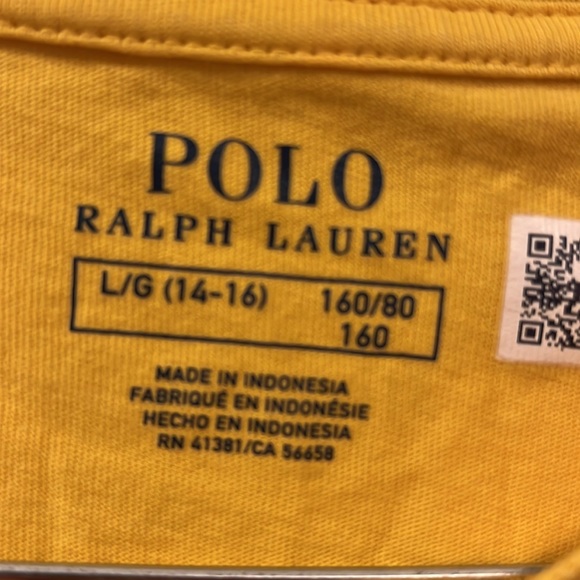 POLO
RALPH LAUREN
L/G (14-16) 160/80
160
MADE IN INDONESIA
FABRIQUÉ EN INDONÉSIE
HECHO EN INDONESIA
RN 41381/CA 56658